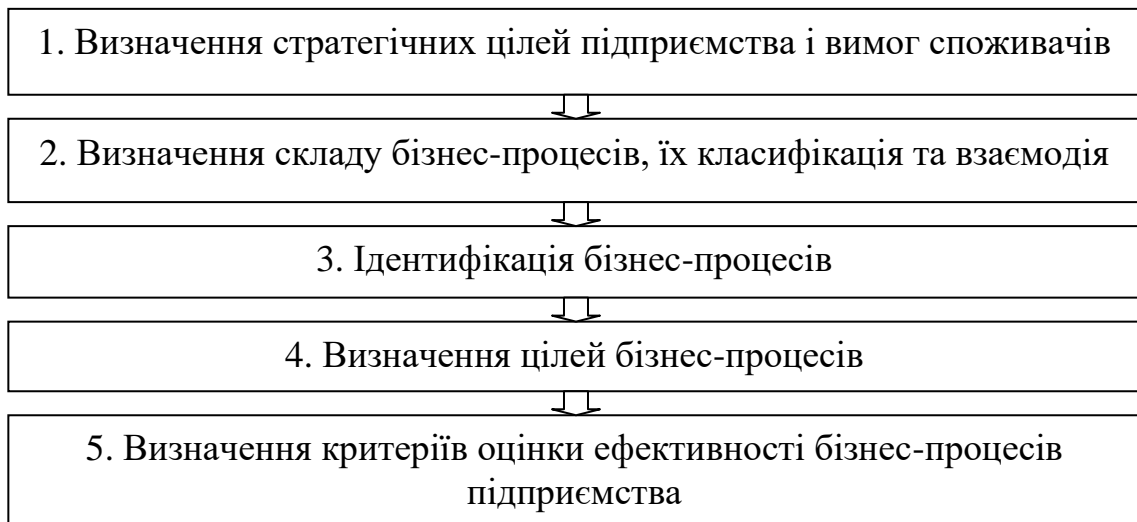 1. Визначення стратегічних цілей підприємства і вимог споживачів
2. Визначення складу бізнес-процесів, їх класифікація та взаємодія
3. Ідентифікація бізнес-процесів
4. Визначення цілей бізнес-процесів
5. Визначення критеріїв оцінки ефективності бізнес-процесів
підприємства